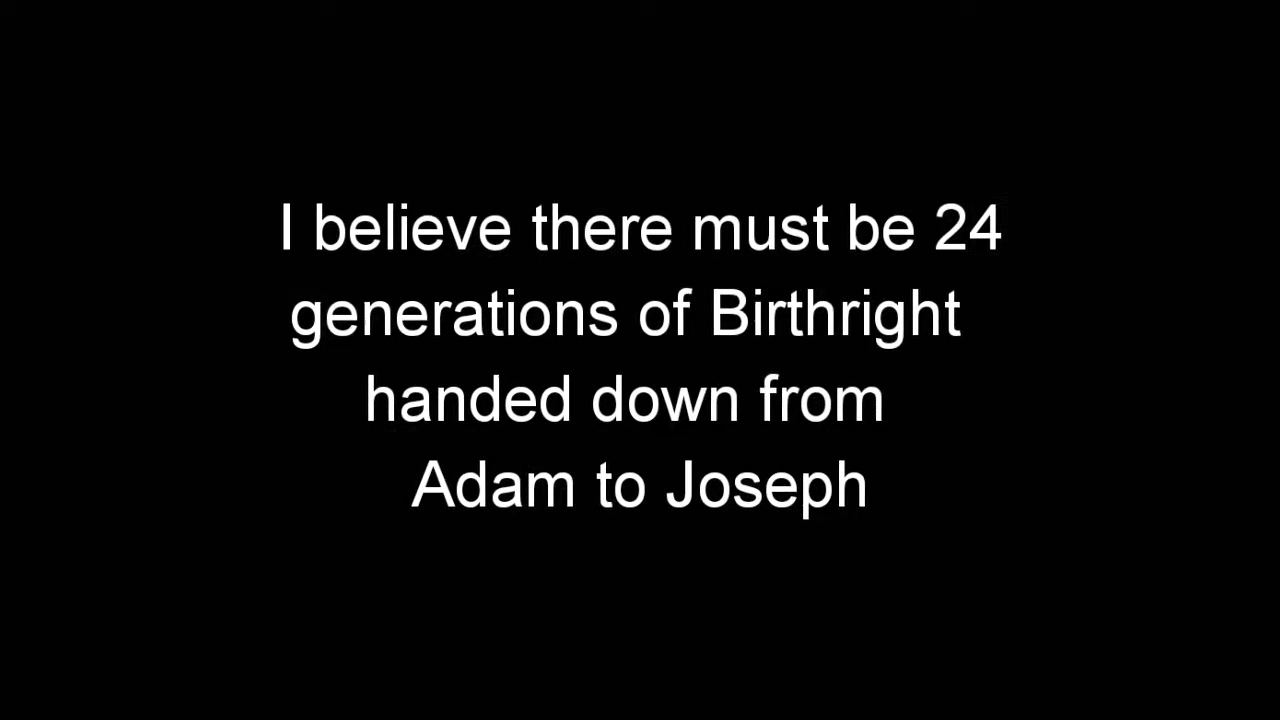 I believe there must be 24
generations of Birthright
handed down from
Adam to Joseph